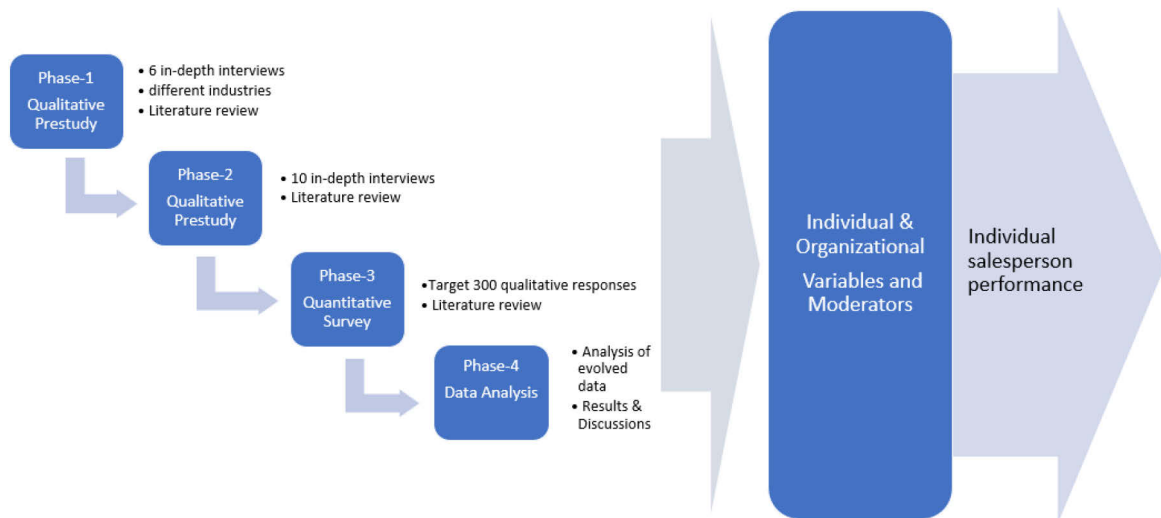 Phase-1
Qualitative
Prestudy
• 6 in-depth interviews
• different industries
• Literature review
Phase-2
Qualitative
Prestudy
• 10 in-depth interviews
• Literature review
Phase-3
Quantitative
Survey
•Target 300 qualitative responses
• Literature review
Phase-4
Data Analysis
• Analysis of
evolved
data
• Results &
Discussions
Individual &
Organizational
Variables and
Moderators
Individual
salesperson
performance